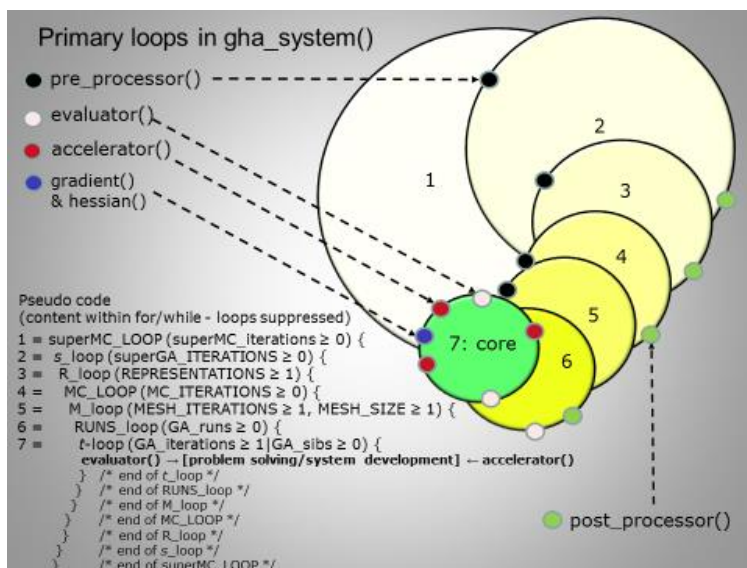 Primary loops in gha_system()
pre_processor()
evaluator()
accelerator()
gradient()
& hessian()
1
2
3
4
5
6
7: core
Pseudo code
(content within for/while - loops suppressed)
1 = superMC_LOOP (superMC_iterations ≥ 0) {
2 = s_loop (superGA_ITERATIONS ≥ 0) {
3 = R_loop (REPRESENTATIONS ≥ 1) {
4 = MC_LOOP (MC_ITERATIONS ≥ 0) {
5 = M_loop (MESH_ITERATIONS ≥ 1, MESH_SIZE ≥ 1) {
6 = RUNS_loop (GA_runs ≥ 0) {
7 = t-loop (GA_iterations ≥ 1|GA_sibs ≥ 0) {
evaluator() → [problem solving/system development] ← accelerator()
} /* end of t_loop */
} /* end of RUNS_loop */
} /* end of M_loop */
} /* end of MC_LOOP */
} /* end of R_loop */
} /* end of s_loop */
} /* end of superMC_LOOP */
post_processor()